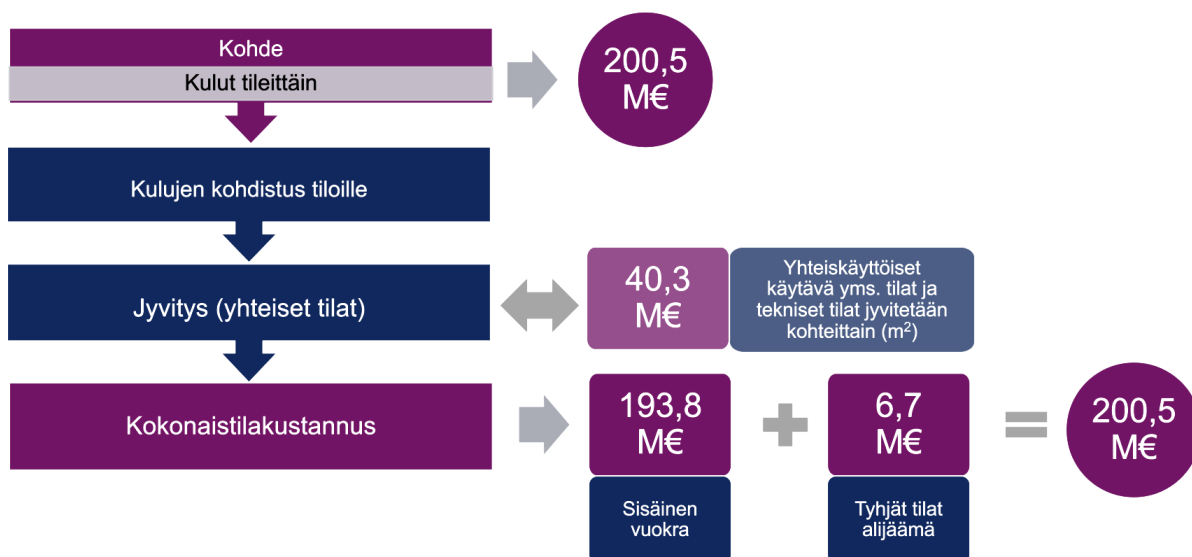 Kohde
Kulut tileittäin
200,5
M€
Kulujen kohdistus tiloille
Jyvitys (yhteiset tilat)
40,3
M€
Yhteiskäyttöiset
käytävä yms. tilat ja
tekniset tilat jyvitetään
kohteittain (m²)
Kokonaistilakustannus
193,8
M€
Sisäinen
vuokra
+
6,7
M€
Tyhjät tilat
alijäämä
=
200,5
M€